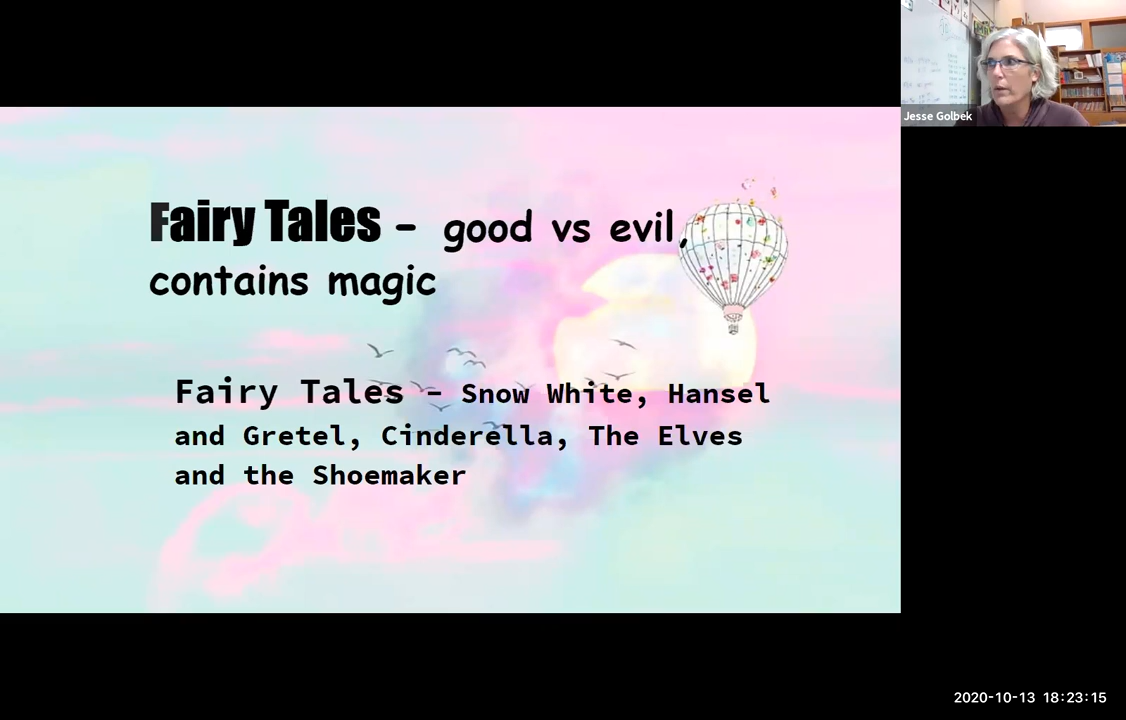 Jesse Golbek
Fairy Tales – good vs evil,
contains magic
Fairy Tales – Snow White, Hansel
and Gretel, Cinderella, The Elves
and the Shoemaker
2020-10-13 18:23:15